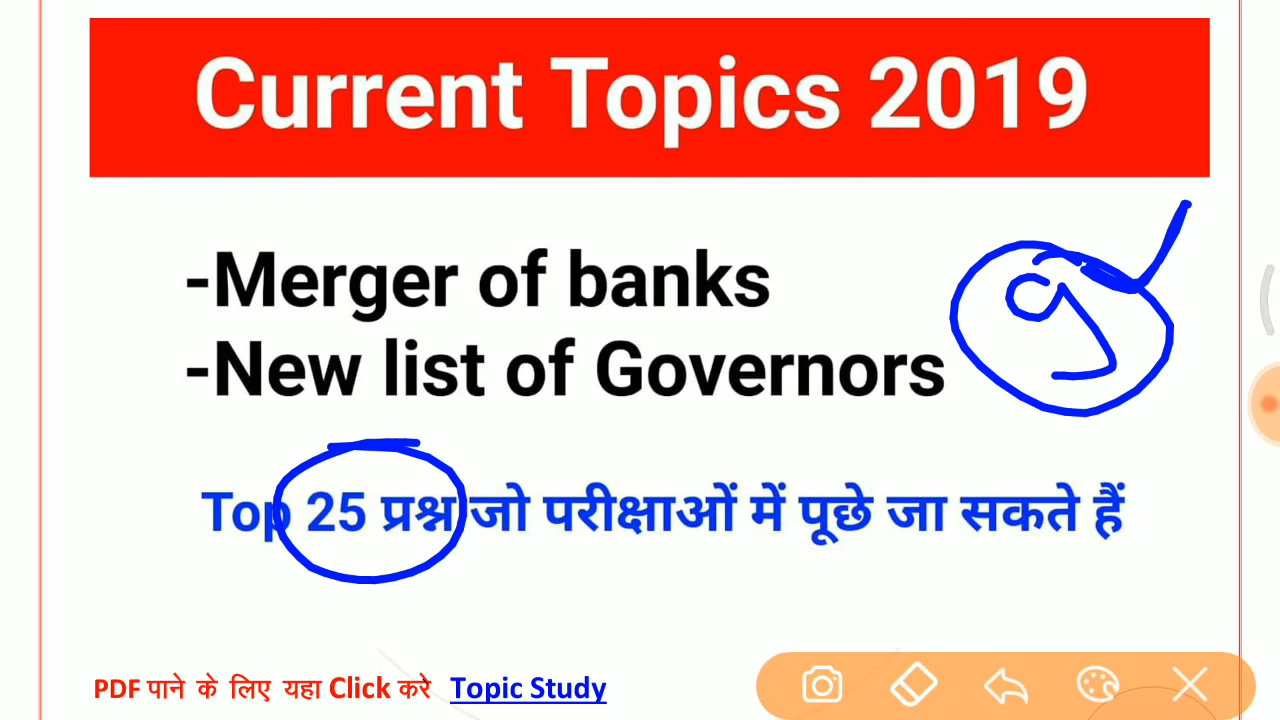 Current Topics 2019
-Merger of banks
-New list of Governors
Top 25 प्रश्न जो परीक्षाओं में पूछे जा सकते हैं
PDF पाने के लिए यहा Click करे Topic Study